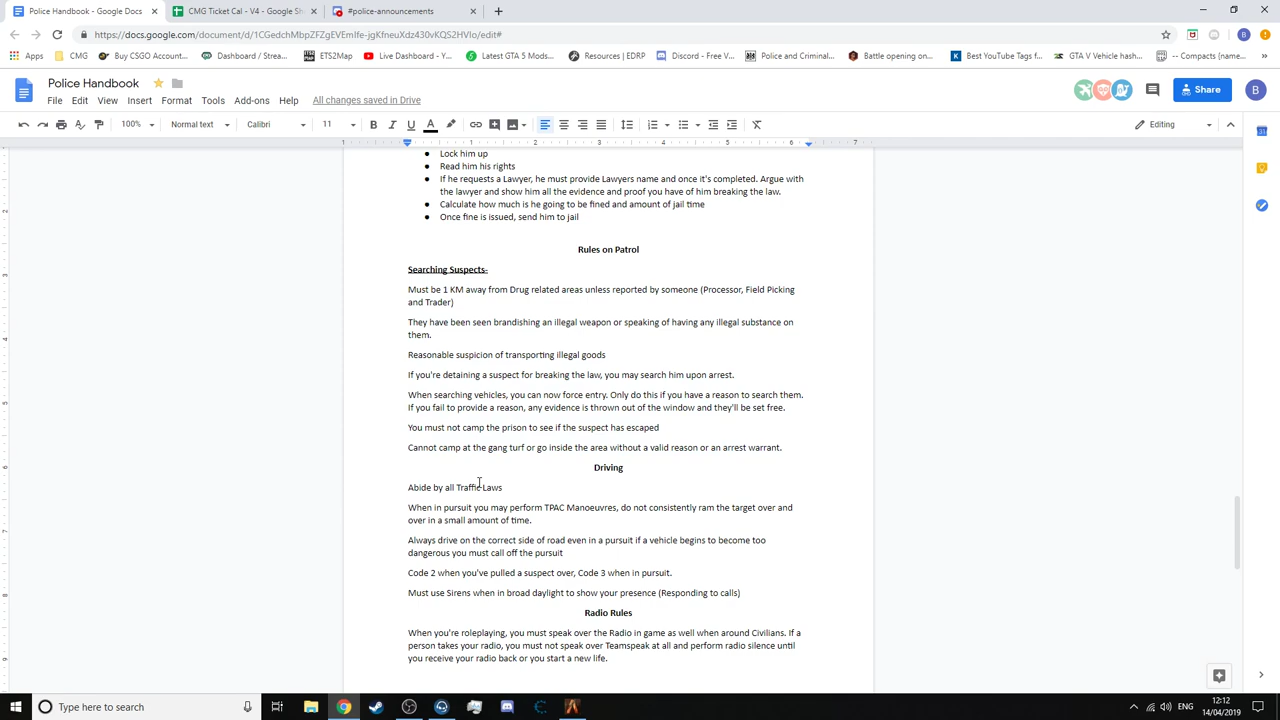 Police Handbook - Google Docs
CMG Ticket Cal - V4 - Google Sh
#police-announcements
https://docs.google.com/document/d/1CGedchMbpZFZgEVEmIfe-jgKfneuXdz430vKQS2HVIo/edit#
Apps
CMG
Buy CSGO Account...
Dashboard / Strea...
ETS2Map
Live Dashboard - Y...
Latest GTA 5 Mods...
Resources | EDRP
Discord - Free V...
Police and Criminal...
Battle opening on...
Best YouTube Tags f...
GTA V Vehicle hash...
-- Compacts (name...
Police Handbook
File Edit View Insert Format Tools Add-ons Help All changes saved in Drive
Share
B
100% Normal text Calibri 11 B I U A Editing
1 1 2 3 4 5 6 7
Lock him up
Read him his rights
If he requests a Lawyer, he must provide Lawyers name and once it's completed. Argue with
the lawyer and show him all the evidence and proof you have of him breaking the law.
Calculate how much is he going to be fined and amount of jail time
Once fine is issued, send him to jail
Rules on Patrol
Searching Suspects-
Must be 1 KM away from Drug related areas unless reported by someone (Processor, Field Picking
and Trader)
They have been seen brandishing an illegal weapon or speaking of having any illegal substance on
them.
Reasonable suspicion of transporting illegal goods
If you're detaining a suspect for breaking the law, you may search him upon arrest.
When searching vehicles, you can now force entry. Only do this if you have a reason to search them.
If you fail to provide a reason, any evidence is thrown out of the window and they'll be set free.
You must not camp the prison to see if the suspect has escaped
Cannot camp at the gang turf or go inside the area without a valid reason or an arrest warrant.
Driving
Abide by all Traffic Laws
When in pursuit you may perform TPAC Manoeuvres, do not consistently ram the target over and
over in a small amount of time.
Always drive on the correct side of road even in a pursuit if a vehicle begins to become too
dangerous you must call off the pursuit
Code 2 when you've pulled a suspect over, Code 3 when in pursuit.
Must use Sirens when in broad daylight to show your presence (Responding to calls)
Radio Rules
When you're roleplaying, you must speak over the Radio in game as well when around Civilians. If a
person takes your radio, you must not speak over Teamspeak at all and perform radio silence until
you receive your radio back or you start a new life.
Type here to search
ENG
12:12
14/04/2019